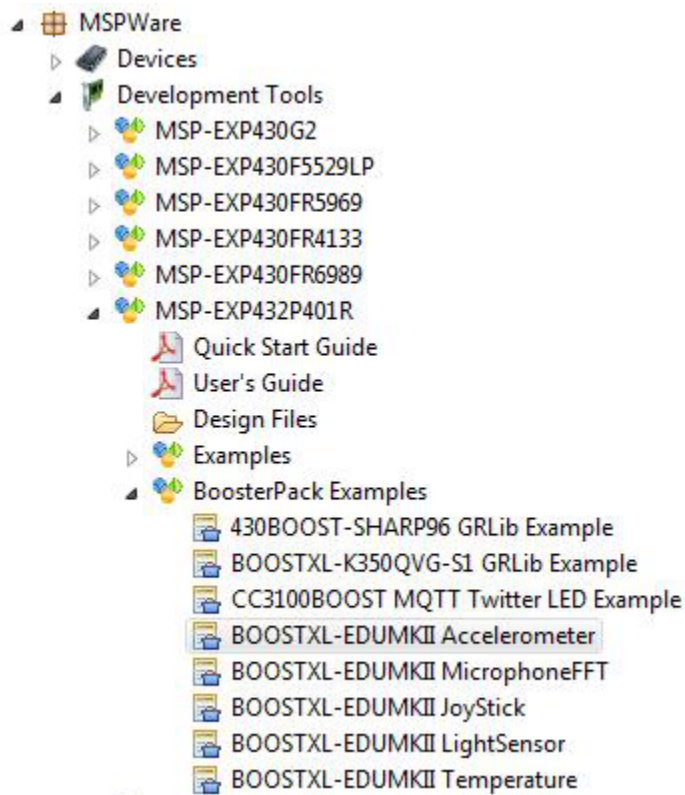 MSPWare
Devices
Development Tools
MSP-EXP430G2
MSP-EXP430F5529LP
MSP-EXP430FR5969
MSP-EXP430FR4133
MSP-EXP430FR6989
MSP-EXP432P401R
Quick Start Guide
User's Guide
Design Files
Examples
BoosterPack Examples
430BOOST-SHARP96 GRLib Example
BOOSTXL-K350QVG-S1 GRLib Example
CC3100BOOST MQTT Twitter LED Example
BOOSTXL-EDUMKII Accelerometer
BOOSTXL-EDUMKII MicrophoneFFT
BOOSTXL-EDUMKII JoyStick
BOOSTXL-EDUMKII LightSensor
BOOSTXL-EDUMKII Temperature